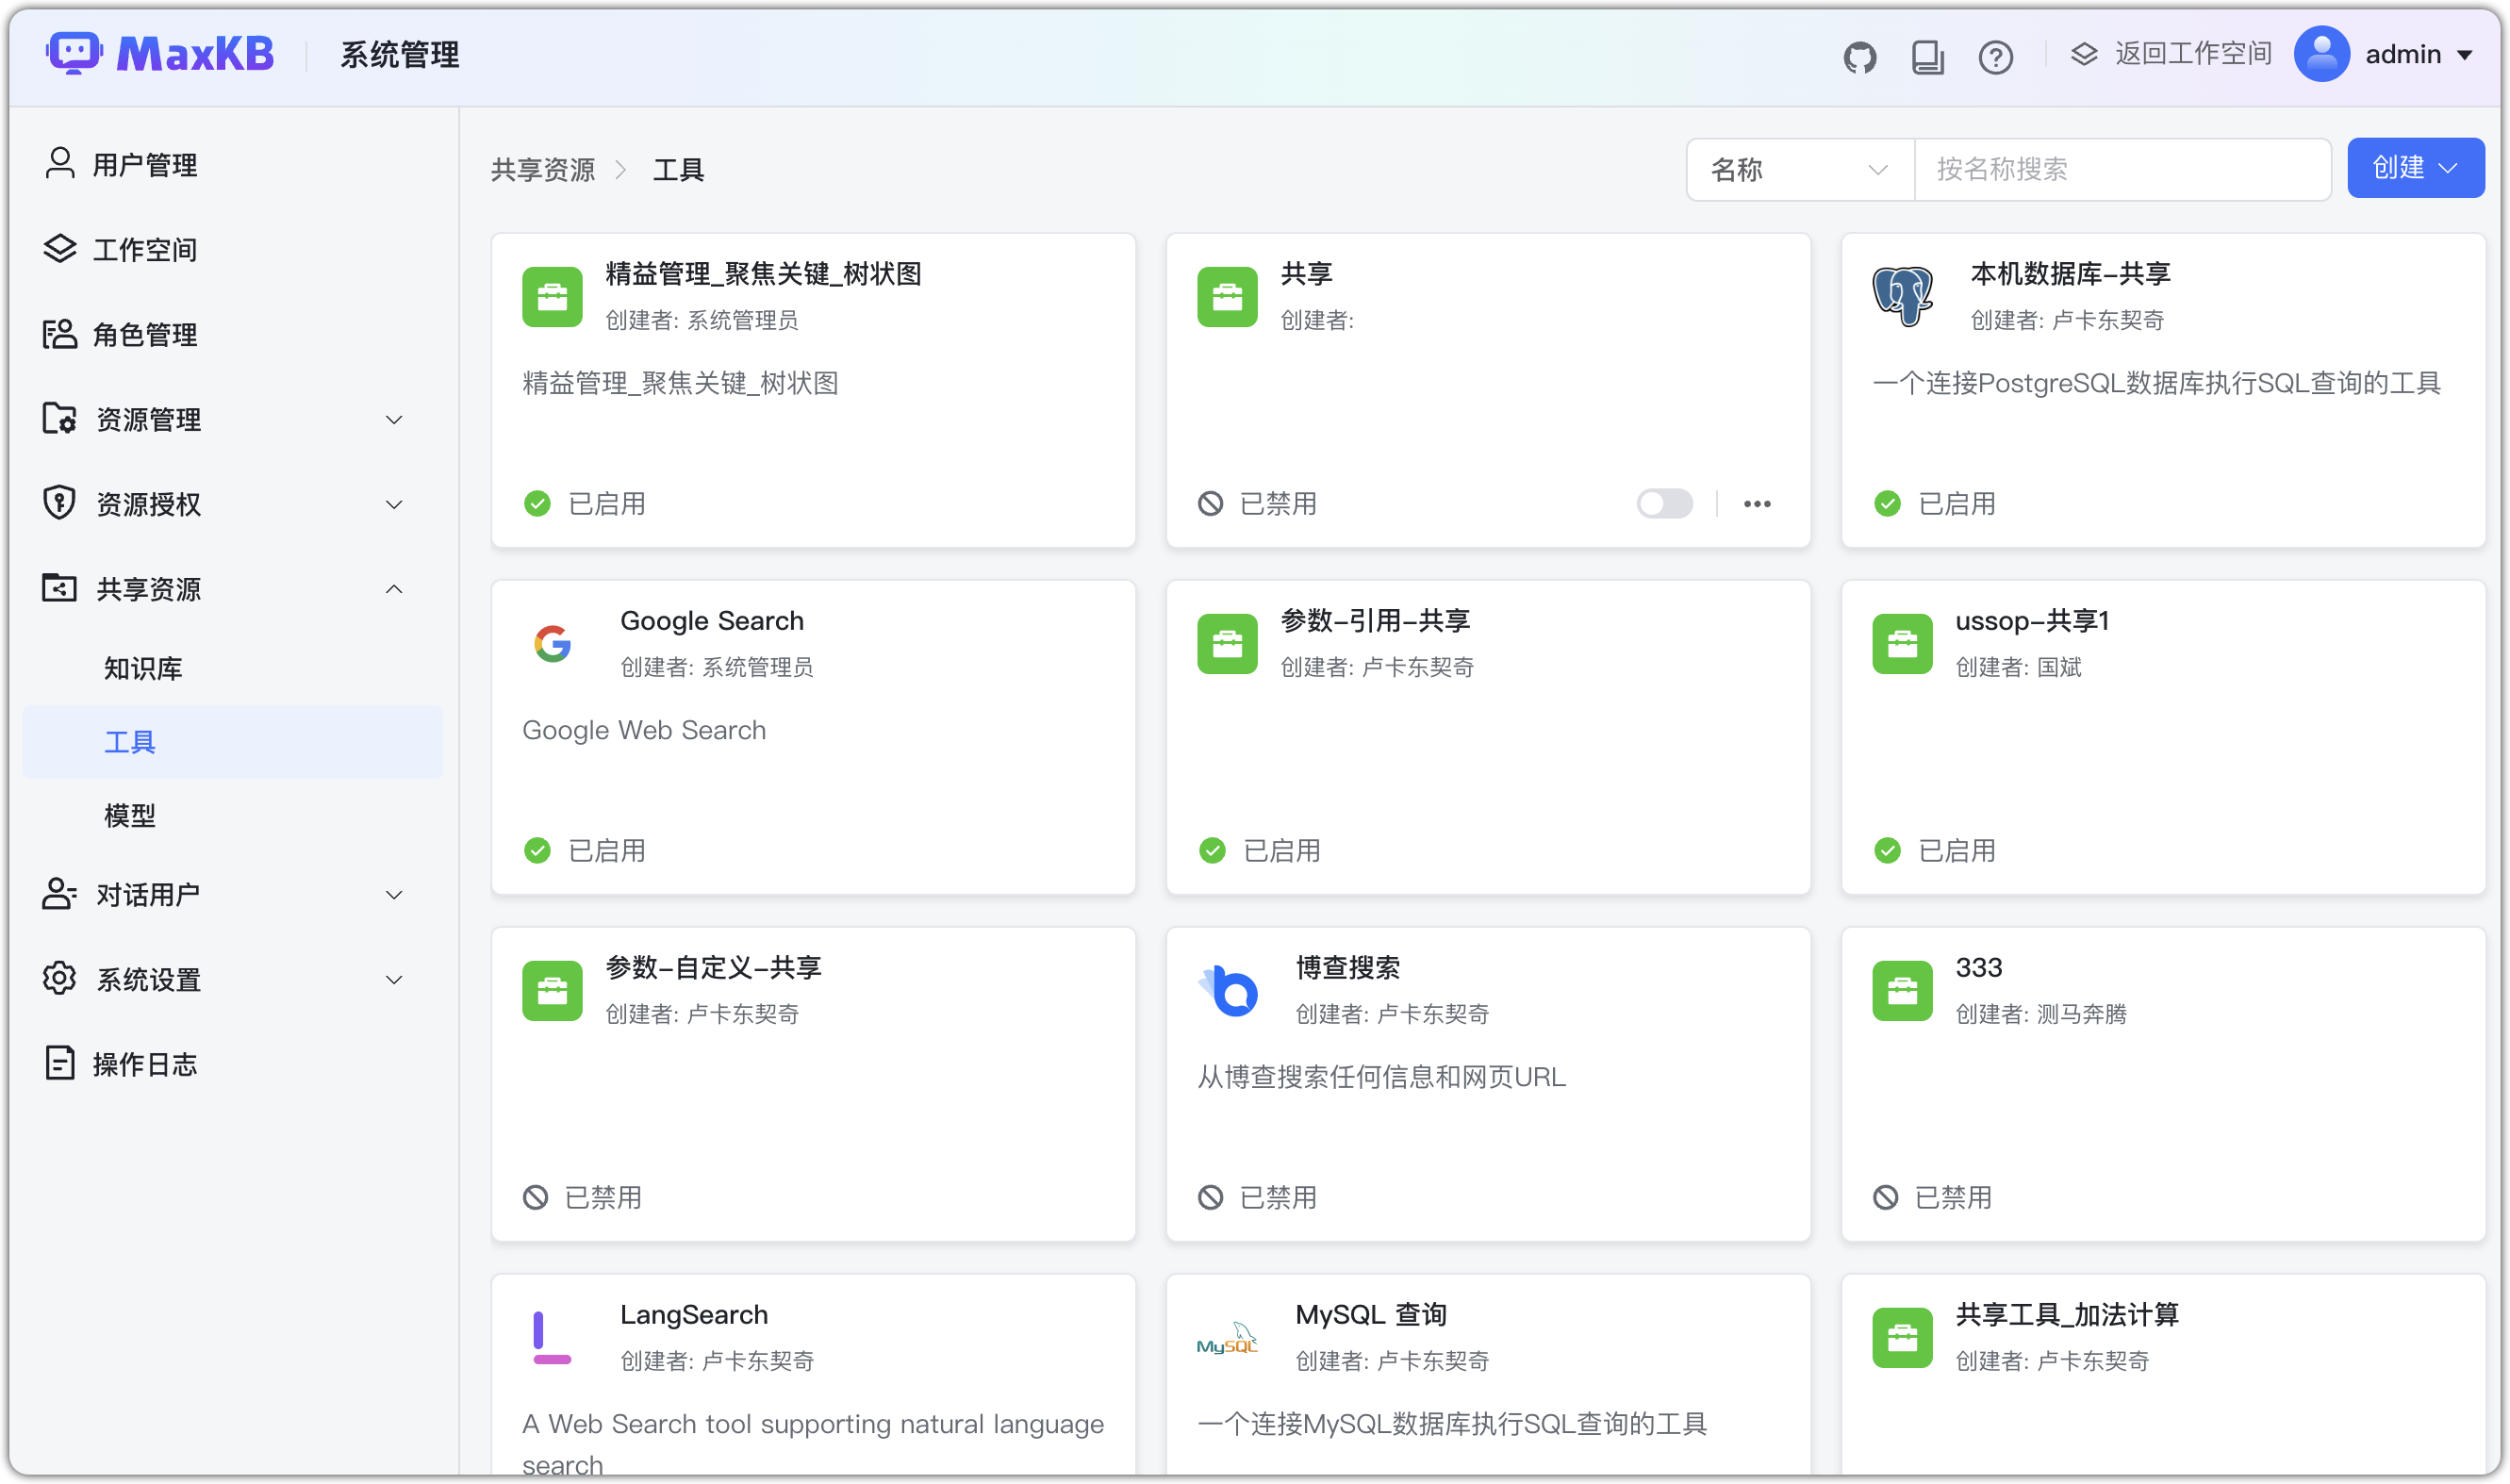 MaxKB
系统管理
返回工作空间
admin
用户管理
工作空间
角色管理
资源管理
资源授权
共享资源
知识库
工具
模型
对话用户
系统设置
操作日志
共享资源 > 工具
名称
按名称搜索
创建
精益管理_聚焦关键_树状图
创建者: 系统管理员
精益管理_聚焦关键_树状图
已启用
共享
创建者:
已禁用
本机数据库-共享
创建者: 卢卡东契奇
一个连接PostgreSQL数据库执行SQL查询的工具
已启用
Google Search
创建者: 系统管理员
Google Web Search
已启用
参数-引用-共享
创建者: 卢卡东契奇
已启用
ussop-共享1
创建者: 国斌
已启用
参数-自定义-共享
创建者: 卢卡东契奇
已禁用
博查搜索
创建者: 卢卡东契奇
从博查搜索任何信息和网页URL
已禁用
333
创建者: 测马奔腾
已禁用
LangSearch
创建者: 卢卡东契奇
A Web Search tool supporting natural language
search
MySQL
MySQL 查询
创建者: 卢卡东契奇
一个连接MySQL数据库执行SQL查询的工具
共享工具_加法计算
创建者: 卢卡东契奇